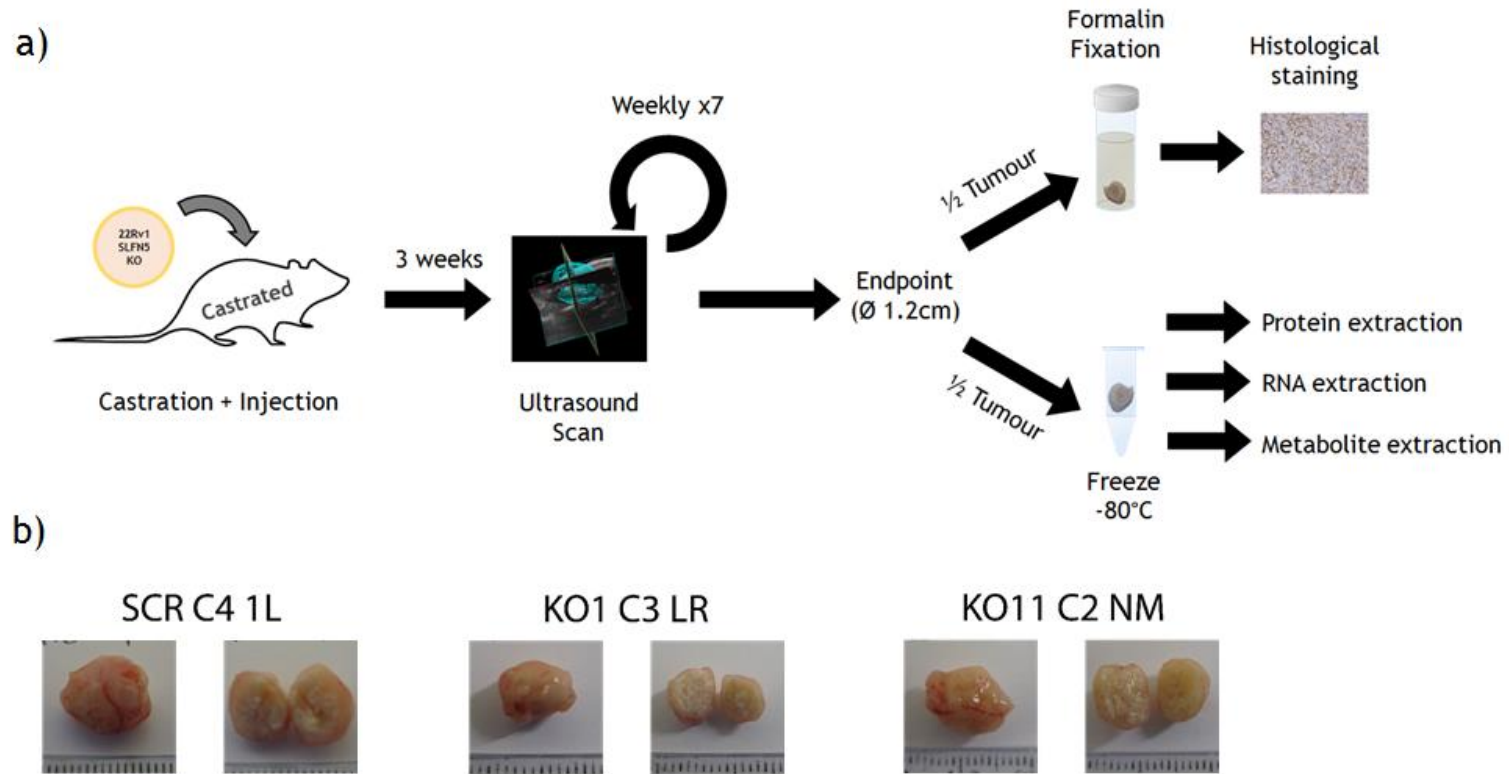 a)
Formalin
Fixation
Histological
staining
Weekly x7
½ Tumour
22Rv1
SLFN5
KO
Castrated
3 weeks
Endpoint
(Ø 1.2cm)
Castration + Injection
Ultrasound
Scan
½ Tumour
Protein extraction
RNA extraction
Metabolite extraction
Freeze
-80°C
b)
SCR C4 1L
KO1 C3 LR
KO11 C2 NM